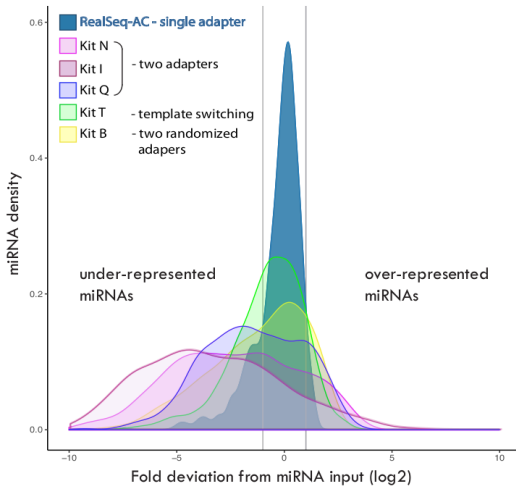 0.6
RealSeq-AC - single adapter
Kit N
Kit I
- two adapters
Kit Q
Kit T
- template switching
Kit B
- two randomized
adapers
0.4
miRNA density
under-represented
miRNAs
over-represented
miRNAs
0.2
0.0
−10
−5
0
5
10
Fold deviation from miRNA input (log2)